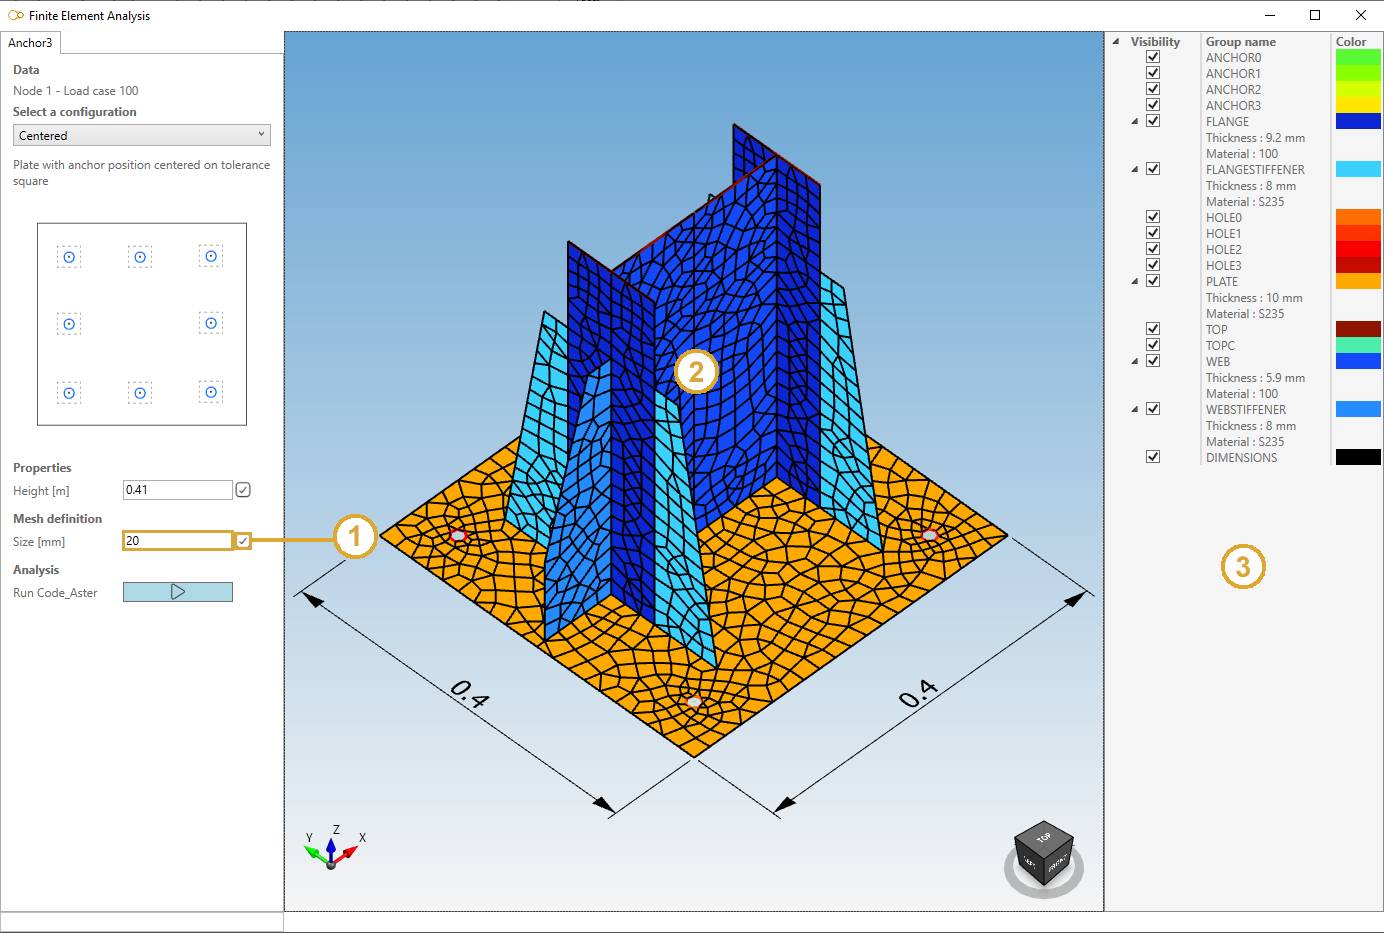 Finite Element Analysis
Anchor3
Data
Node 1 - Load case 100
Select a configuration
Centered
Plate with anchor position centered on tolerance
square
Properties
Height [m] 0.41
Mesh definition
Size [mm] 20
Analysis
Run Code_Aster
1
2
0.4
0.4
Y Z X
TOP
LEFT FRONT
Visibility Group name Color
ANCHOR0
ANCHOR1
ANCHOR2
ANCHOR3
FLANGE
Thickness : 9.2 mm
Material : 100
FLANGESTIFFENER
Thickness : 8 mm
Material : S235
HOLE0
HOLE1
HOLE2
HOLE3
PLATE
Thickness : 10 mm
Material : S235
TOP
TOPC
WEB
Thickness : 5.9 mm
Material : 100
WEBSTIFFENER
Thickness : 8 mm
Material : S235
DIMENSIONS
3